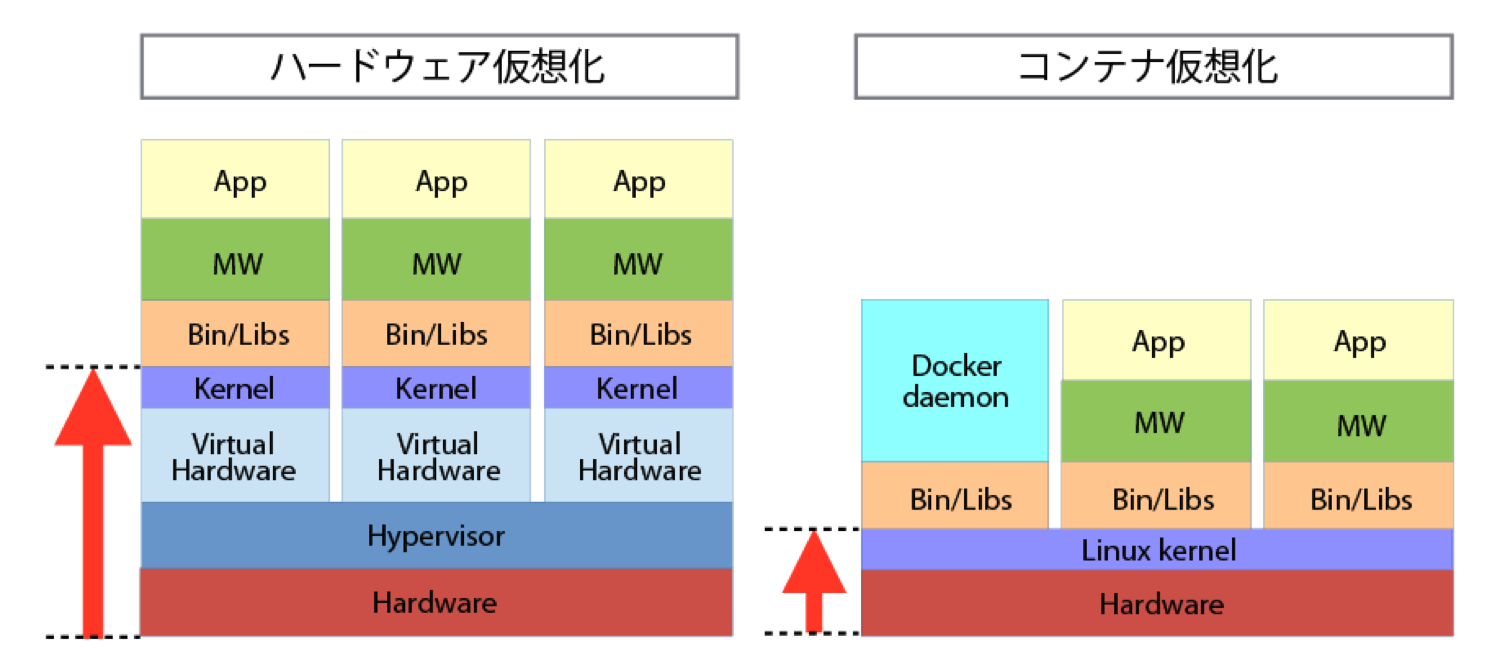 ハードウェア仮想化
App
App
App
MW
MW
MW
Bin/Libs
Bin/Libs
Bin/Libs
Kernel
Kernel
Kernel
Virtual
Hardware
Virtual
Hardware
Virtual
Hardware
Hypervisor
Hardware
コンテナ仮想化
Docker
daemon
App
App
MW
MW
Bin/Libs
Bin/Libs
Bin/Libs
Linux kernel
Hardware